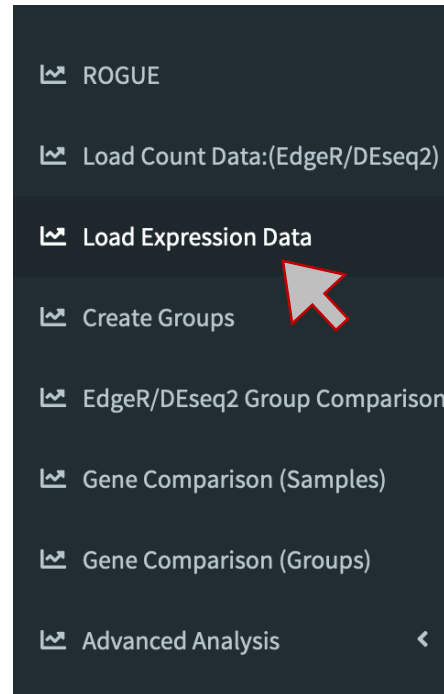 ROGUE
Load Count Data:(EdgeR/DEseq2)
Load Expression Data
Create Groups
EdgeR/DEseq2 Group Comparison
Gene Comparison (Samples)
Gene Comparison (Groups)
Advanced Analysis